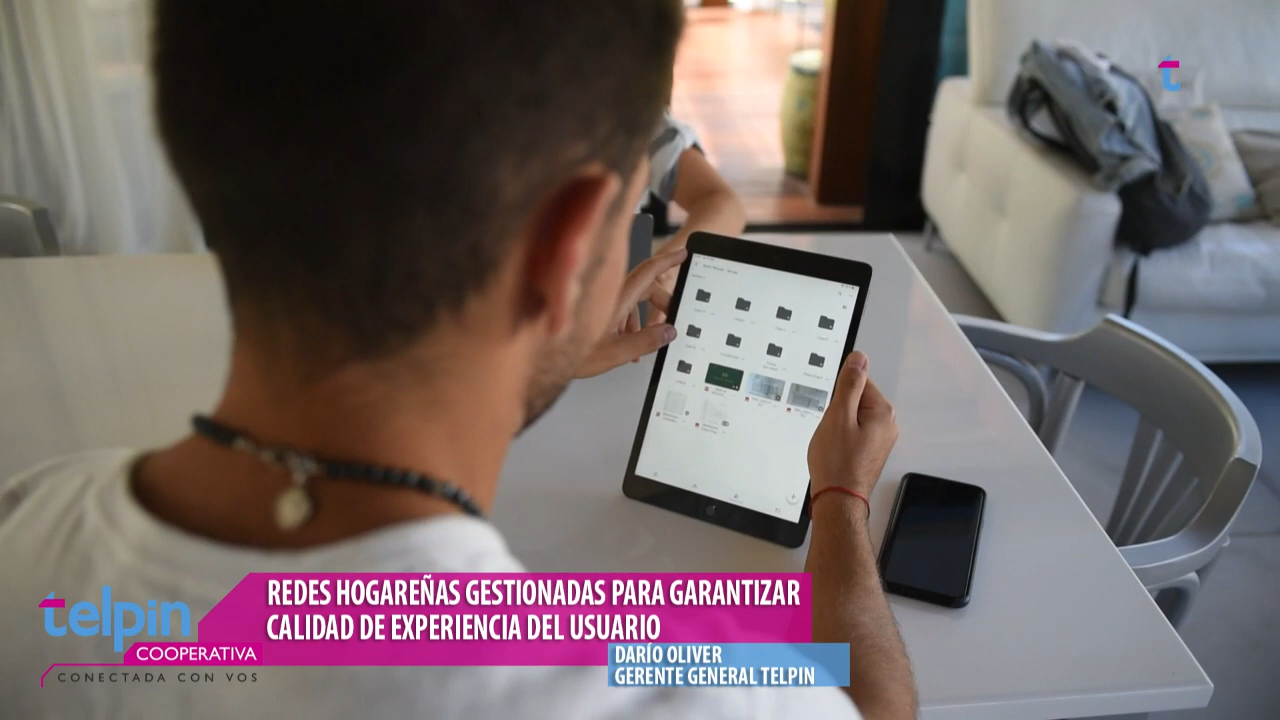 t
REDES HOGAREÑAS GESTIONADAS PARA GARANTIZAR
CALIDAD DE EXPERIENCIA DEL USUARIO
telpin
COOPERATIVA
CONECTADA CON VOS
DARÍO OLIVER
GERENTE GENERAL TELPIN